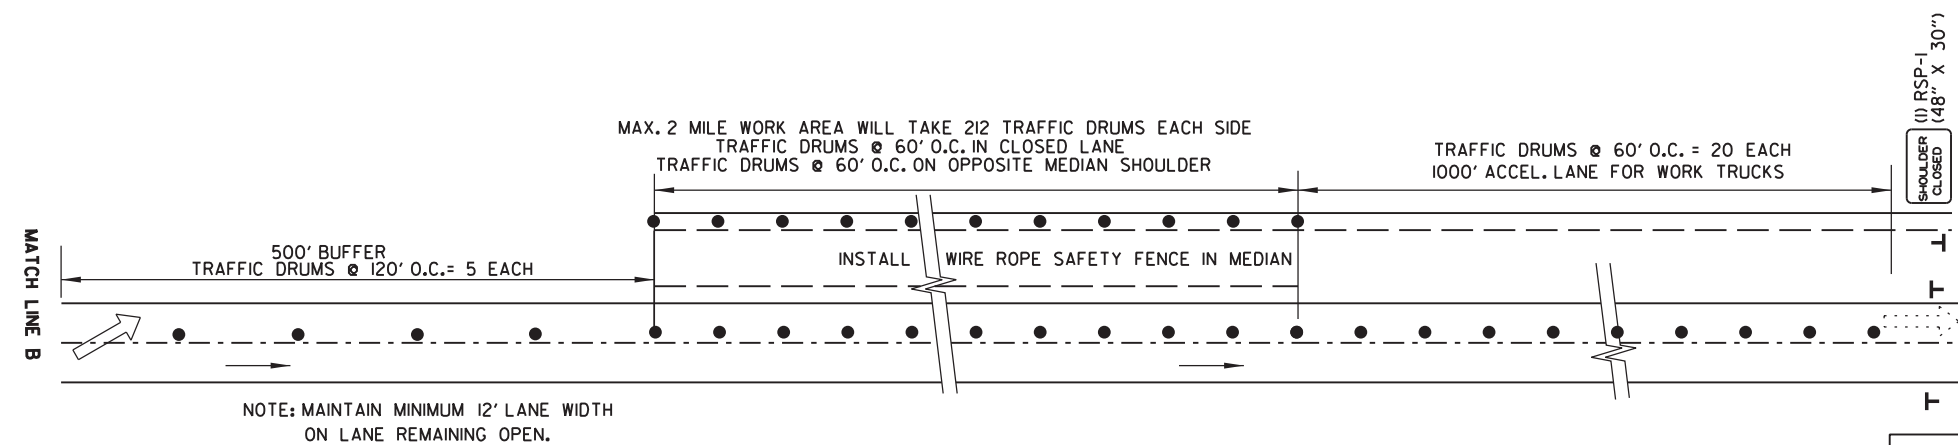 MATCH LINE B
500' BUFFER
TRAFFIC DRUMS @ 120' O.C.= 5 EACH
MAX. 2 MILE WORK AREA WILL TAKE 212 TRAFFIC DRUMS EACH SIDE
TRAFFIC DRUMS @ 60' O.C. IN CLOSED LANE
TRAFFIC DRUMS @ 60' O.C. ON OPPOSITE MEDIAN SHOULDER
INSTALL WIRE ROPE SAFETY FENCE IN MEDIAN
TRAFFIC DRUMS @ 60' O.C. = 20 EACH
1000' ACCEL. LANE FOR WORK TRUCKS
(1) RSP-1
(48" X 30")
SHOULDER
CLOSED
NOTE: MAINTAIN MINIMUM 12' LANE WIDTH
ON LANE REMAINING OPEN.